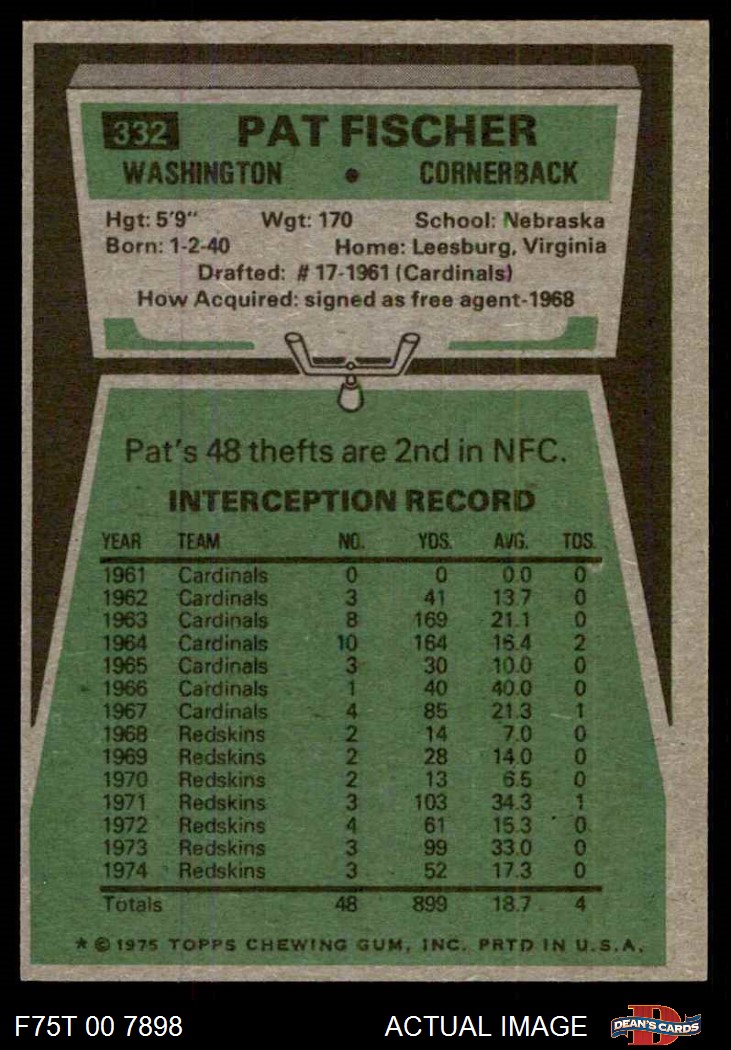 332 PAT FISCHER
WASHINGTON • CORNERBACK
Hgt: 5'9" Wgt: 170 School: Nebraska
Born: 1-2-40 Home: Leesburg, Virginia
Drafted: # 17-1961 (Cardinals)
How Acquired: signed as free agent-1968
Pat's 48 thefts are 2nd in NFC.
INTERCEPTION RECORD
YEAR TEAM NO. YDS. AVG. TDS.
1961 Cardinals 0 0 0.0 0
1962 Cardinals 3 41 13.7 0
1963 Cardinals 8 169 21.1 0
1964 Cardinals 10 164 16.4 2
1965 Cardinals 3 30 10.0 0
1966 Cardinals 1 40 40.0 0
1967 Cardinals 4 85 21.3 1
1968 Redskins 2 14 7.0 0
1969 Redskins 2 28 14.0 0
1970 Redskins 2 13 6.5 0
1971 Redskins 3 103 34.3 1
1972 Redskins 4 61 15.3 0
1973 Redskins 3 99 33.0 0
1974 Redskins 3 52 17.3 0
Totals 48 899 18.7 4
* © 1975 TOPPS CHEWING GUM, INC. PRTD IN U.S.A.
F75T 00 7898 ACTUAL IMAGE D DEAN'S CARDS